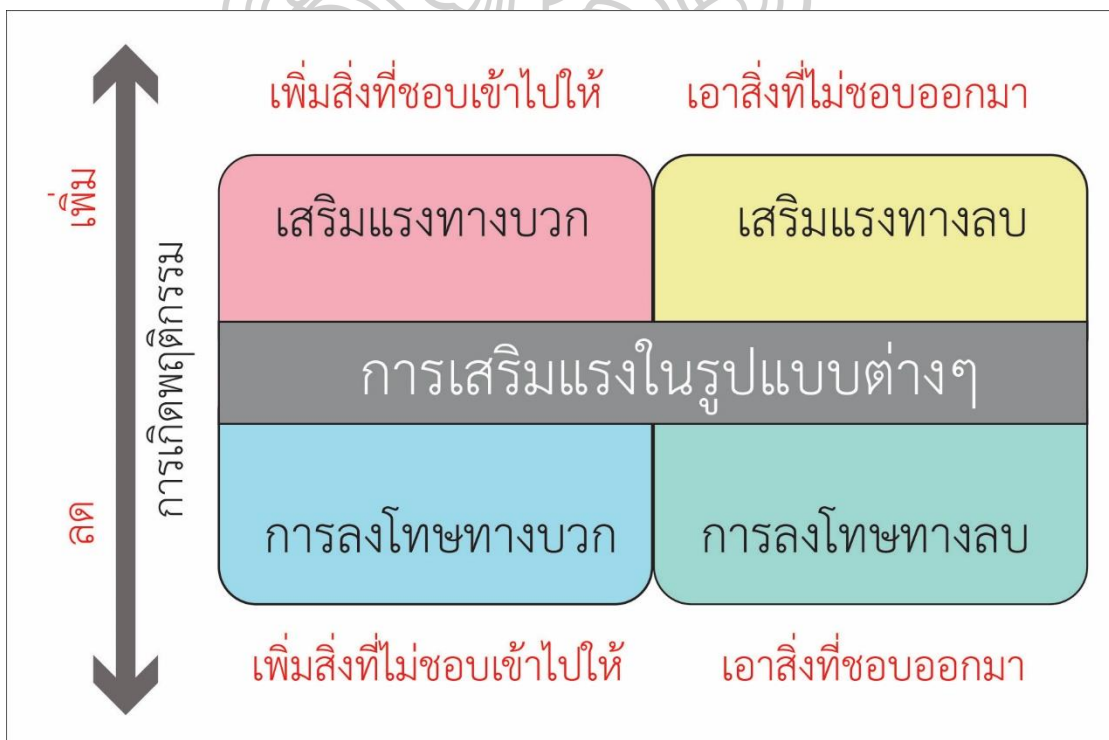 เพิ่มสิ่งที่ชอบเข้าไปให้
เอาสิ่งที่ไม่ชอบออกมา
เพิ่ม
การเกิดพฤติกรรม
ลด
เสริมแรงทางบวก
เสริมแรงทางลบ
การเสริมแรงในรูปแบบต่างๆ
การลงโทษทางบวก
การลงโทษทางลบ
เพิ่มสิ่งที่ไม่ชอบเข้าไปให้
เอาสิ่งที่ชอบออกมา